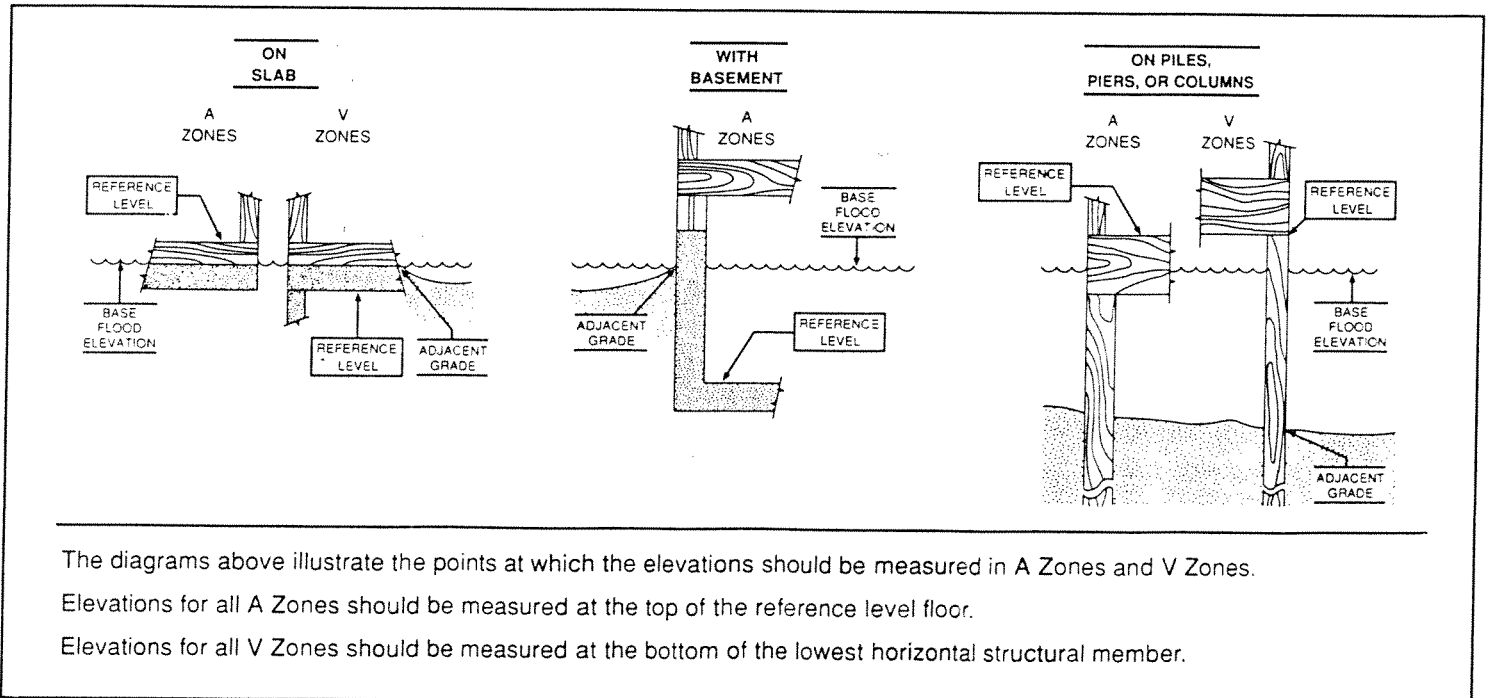 ON
SLAB
A
ZONES
V
ZONES
REFERENCE
LEVEL
BASE
FLOOD
ELEVATION
REFERENCE
LEVEL
ADJACENT
GRADE
WITH
BASEMENT
A
ZONES
BASE
FLOOD
ELEVATION
ADJACENT
GRADE
REFERENCE
LEVEL
ON PILES,
PIERS, OR COLUMNS
A
ZONES
V
ZONES
REFERENCE
LEVEL
REFERENCE
LEVEL
BASE
FLOOD
ELEVATION
ADJACENT
GRADE
The diagrams above illustrate the points at which the elevations should be measured in A Zones and V Zones.
Elevations for all A Zones should be measured at the top of the reference level floor.
Elevations for all V Zones should be measured at the bottom of the lowest horizontal structural member.